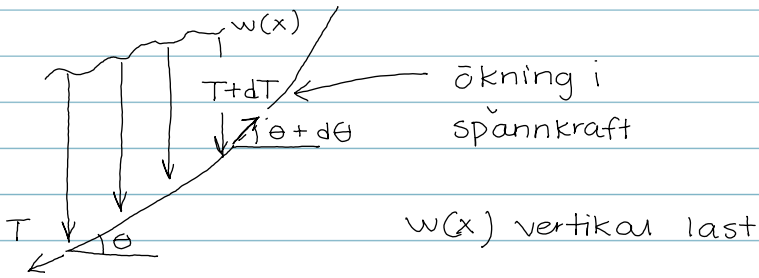 w(x)
T+dT
ökning i
θ + dθ
spännkraft
T
θ
w(x) vertikal last